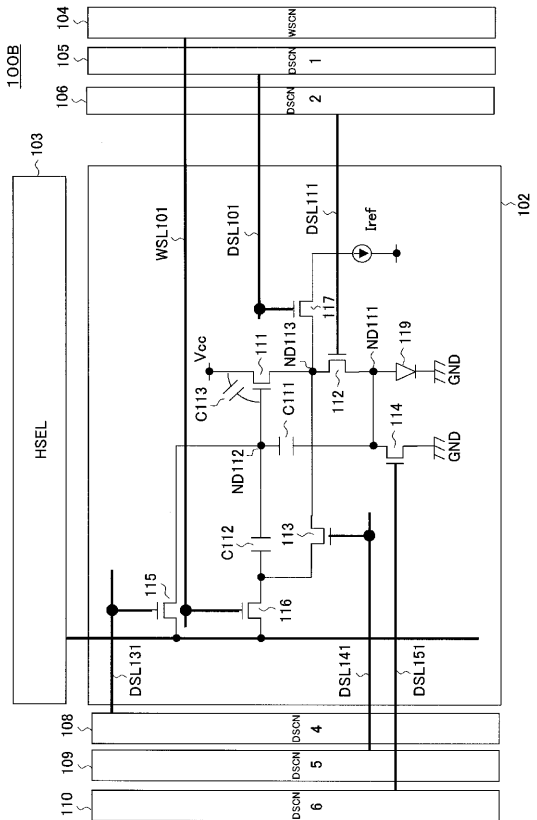 100B
104
WSCN
105
DSCN
1
106
DSCN
2
103
HSEL
102
WSL101
DSL101
DSL111
Iref
117
Vcc
111
C113
ND113
ND111
112
119
GND
C111
ND112
114
GND
C112
113
115
116
DSL131
DSL141
DSL151
108
DSCN
4
109
DSCN
5
110
DSCN
6